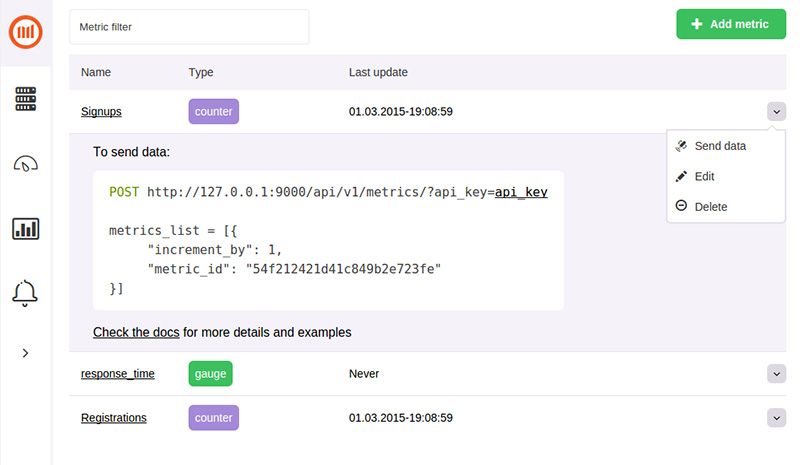 Metric filter
Add metric
Name Type Last update
Signups counter 01.03.2015-19:08:59
Send data
Edit
Delete
To send data:
POST http://127.0.0.1:9000/api/v1/metrics/?api_key=api_key
metrics_list = [{
"increment_by": 1,
"metric_id": "54f212421d41c849b2e723fe"
}]
Check the docs for more details and examples
response_time gauge Never
Registrations counter 01.03.2015-19:08:59